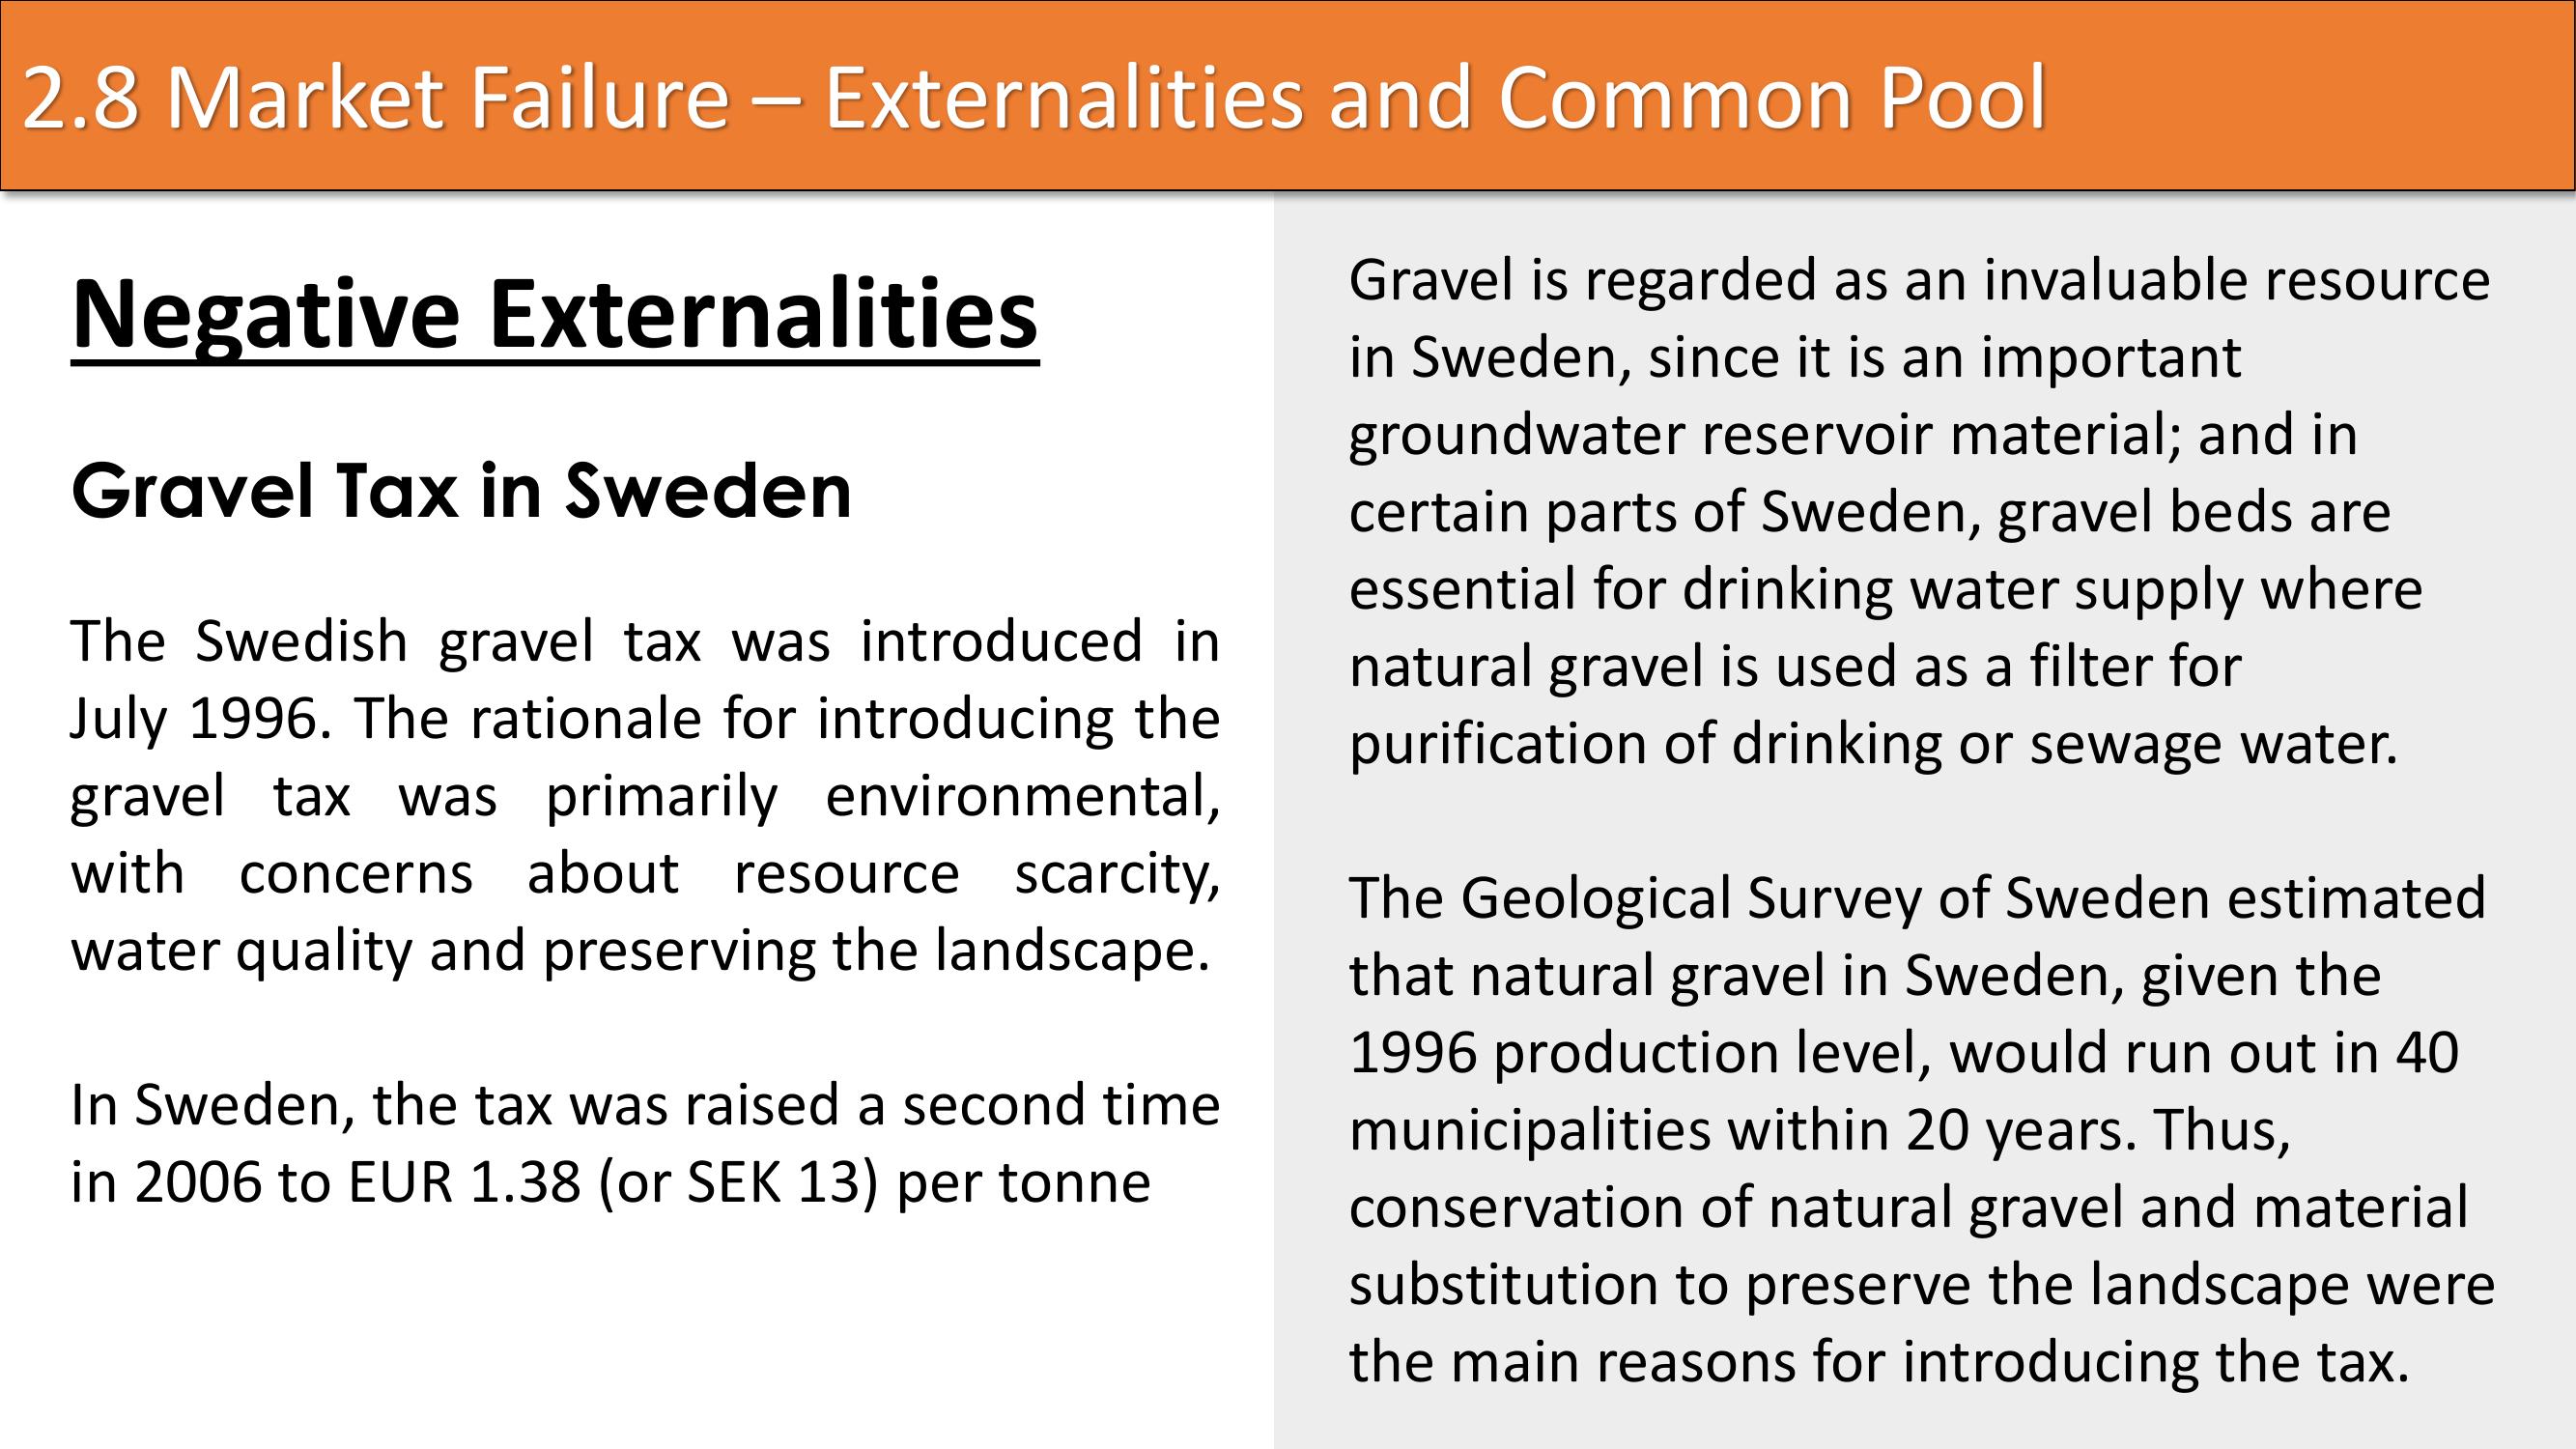 2.8 Market Failure – Externalities and Common Pool
Negative Externalities
Gravel Tax in Sweden
The Swedish gravel tax was introduced in
July 1996. The rationale for introducing the
gravel tax was primarily environmental,
with concerns about resource scarcity,
water quality and preserving the landscape.
In Sweden, the tax was raised a second time
in 2006 to EUR 1.38 (or SEK 13) per tonne
Gravel is regarded as an invaluable resource
in Sweden, since it is an important
groundwater reservoir material; and in
certain parts of Sweden, gravel beds are
essential for drinking water supply where
natural gravel is used as a filter for
purification of drinking or sewage water.
The Geological Survey of Sweden estimated
that natural gravel in Sweden, given the
1996 production level, would run out in 40
municipalities within 20 years. Thus,
conservation of natural gravel and material
substitution to preserve the landscape were
the main reasons for introducing the tax.